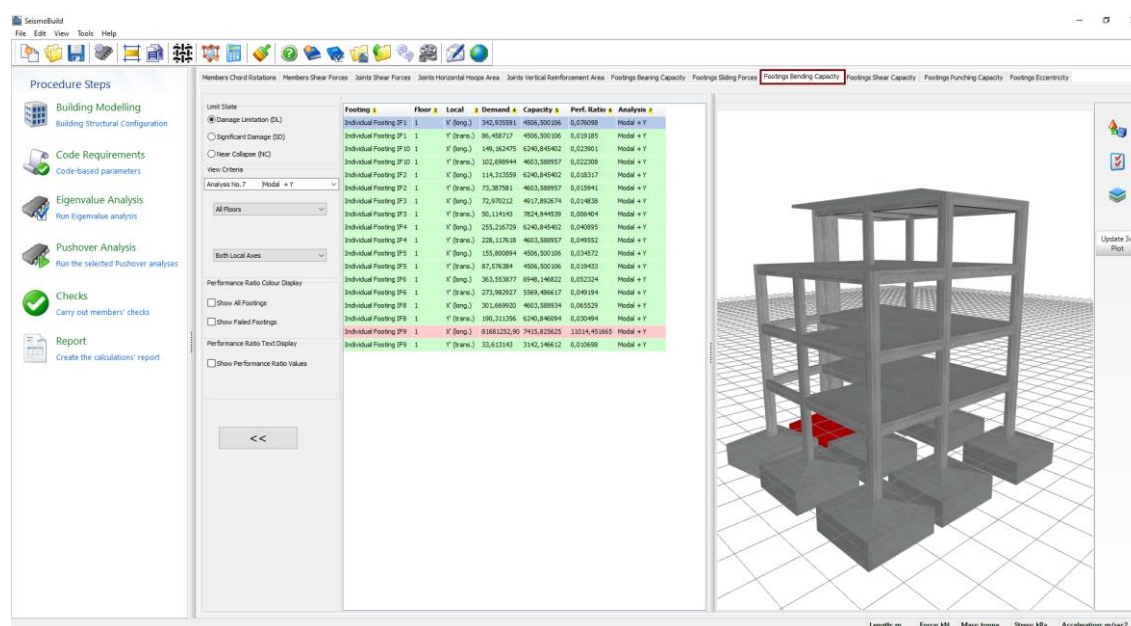 SeismoBuild
File Edit View Tools Help
Procedure Steps
Building Modelling
Building Structural Configuration
Code Requirements
Code-based parameters
Eigenvalue Analysis
Run Eigenvalue analysis
Pushover Analysis
Run the selected Pushover analyses
Checks
Carry out members' checks
Report
Create the calculations' report
Members Chord Rotations Members Shear Forces Joints Shear Forces Joints Horizontal Hoops Area Joints Vertical Reinforcement Area Footings Bearing Capacity Footings Sliding Forces Footings Bending Capacity Footings Shear Capacity Footings Punching Capacity Footings Eccentricity
Limit State
Damage Limitation (DL)
Significant Damage (SD)
Near Collapse (NC)
View Criteria
Analysis No. 7 Modal + Y
All Floors
Both Local Axes
Performance Ratio Colour Display
Show All Footings
Show Failed Footings
Performance Ratio Text Display
Show Performance Ratio Values
<<
Footing 1 Floor 2 Local 3 Demand 4 Capacity 5 Perf. Ratio 6 Analysis 7
Individual Footing IF1 1 X' (long.) 342,935591 4506,500106 0,076098 Modal + Y
Individual Footing IF1 1 Y' (trans.) 86,458717 4506,500106 0,019185 Modal + Y
Individual Footing IF10 1 X' (long.) 149,162475 6240,845402 0,023901 Modal + Y
Individual Footing IF10 1 Y' (trans.) 102,698944 4603,588957 0,022308 Modal + Y
Individual Footing IF2 1 X' (long.) 114,313559 6240,845402 0,018317 Modal + Y
Individual Footing IF2 1 Y' (trans.) 73,387581 4603,588957 0,015941 Modal + Y
Individual Footing IF3 1 X' (long.) 72,970212 4917,892674 0,014838 Modal + Y
Individual Footing IF3 1 Y' (trans.) 50,114143 7824,944539 0,006404 Modal + Y
Individual Footing IF4 1 X' (long.) 255,216729 6240,845402 0,040895 Modal + Y
Individual Footing IF4 1 Y' (trans.) 228,117618 4603,588957 0,049552 Modal + Y
Individual Footing IF5 1 X' (long.) 155,800894 4506,500106 0,034572 Modal + Y
Individual Footing IF5 1 Y' (trans.) 87,576384 4506,500106 0,019433 Modal + Y
Individual Footing IF6 1 X' (long.) 363,553877 6948,146822 0,052324 Modal + Y
Individual Footing IF6 1 Y' (trans.) 273,982927 5569,486617 0,049194 Modal + Y
Individual Footing IF8 1 X' (long.) 301,669920 4603,588934 0,065529 Modal + Y
Individual Footing IF8 1 Y' (trans.) 190,311356 6240,846094 0,030494 Modal + Y
Individual Footing IF9 1 X' (long.) 81681252,90 7415,825625 11014,451665 Modal + Y
Individual Footing IF9 1 Y' (trans.) 33,613143 3142,146612 0,010698 Modal + Y
Update 3d
Plot
Length: m Force: kN Mass: tonne Stress: kPa Acceleration: m/sec2